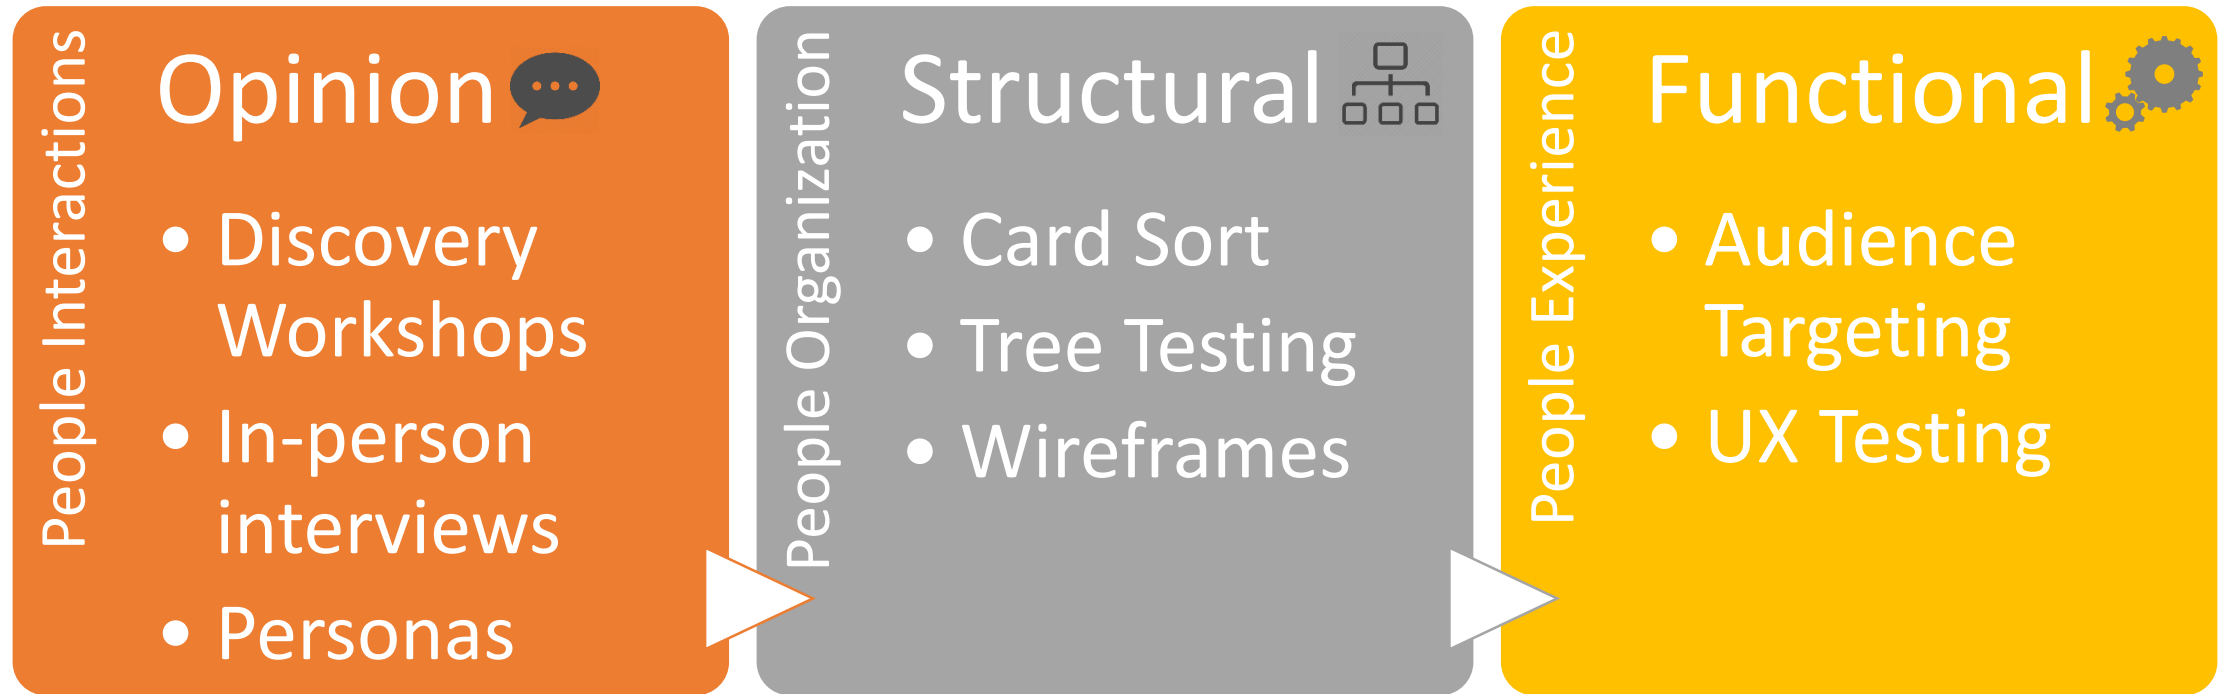 People Interactions
Opinion
• Discovery
Workshops
• In-person
interviews
• Personas
People Organization
Structural
• Card Sort
• Tree Testing
• Wireframes
People Experience
Functional
• Audience
Targeting
• UX Testing